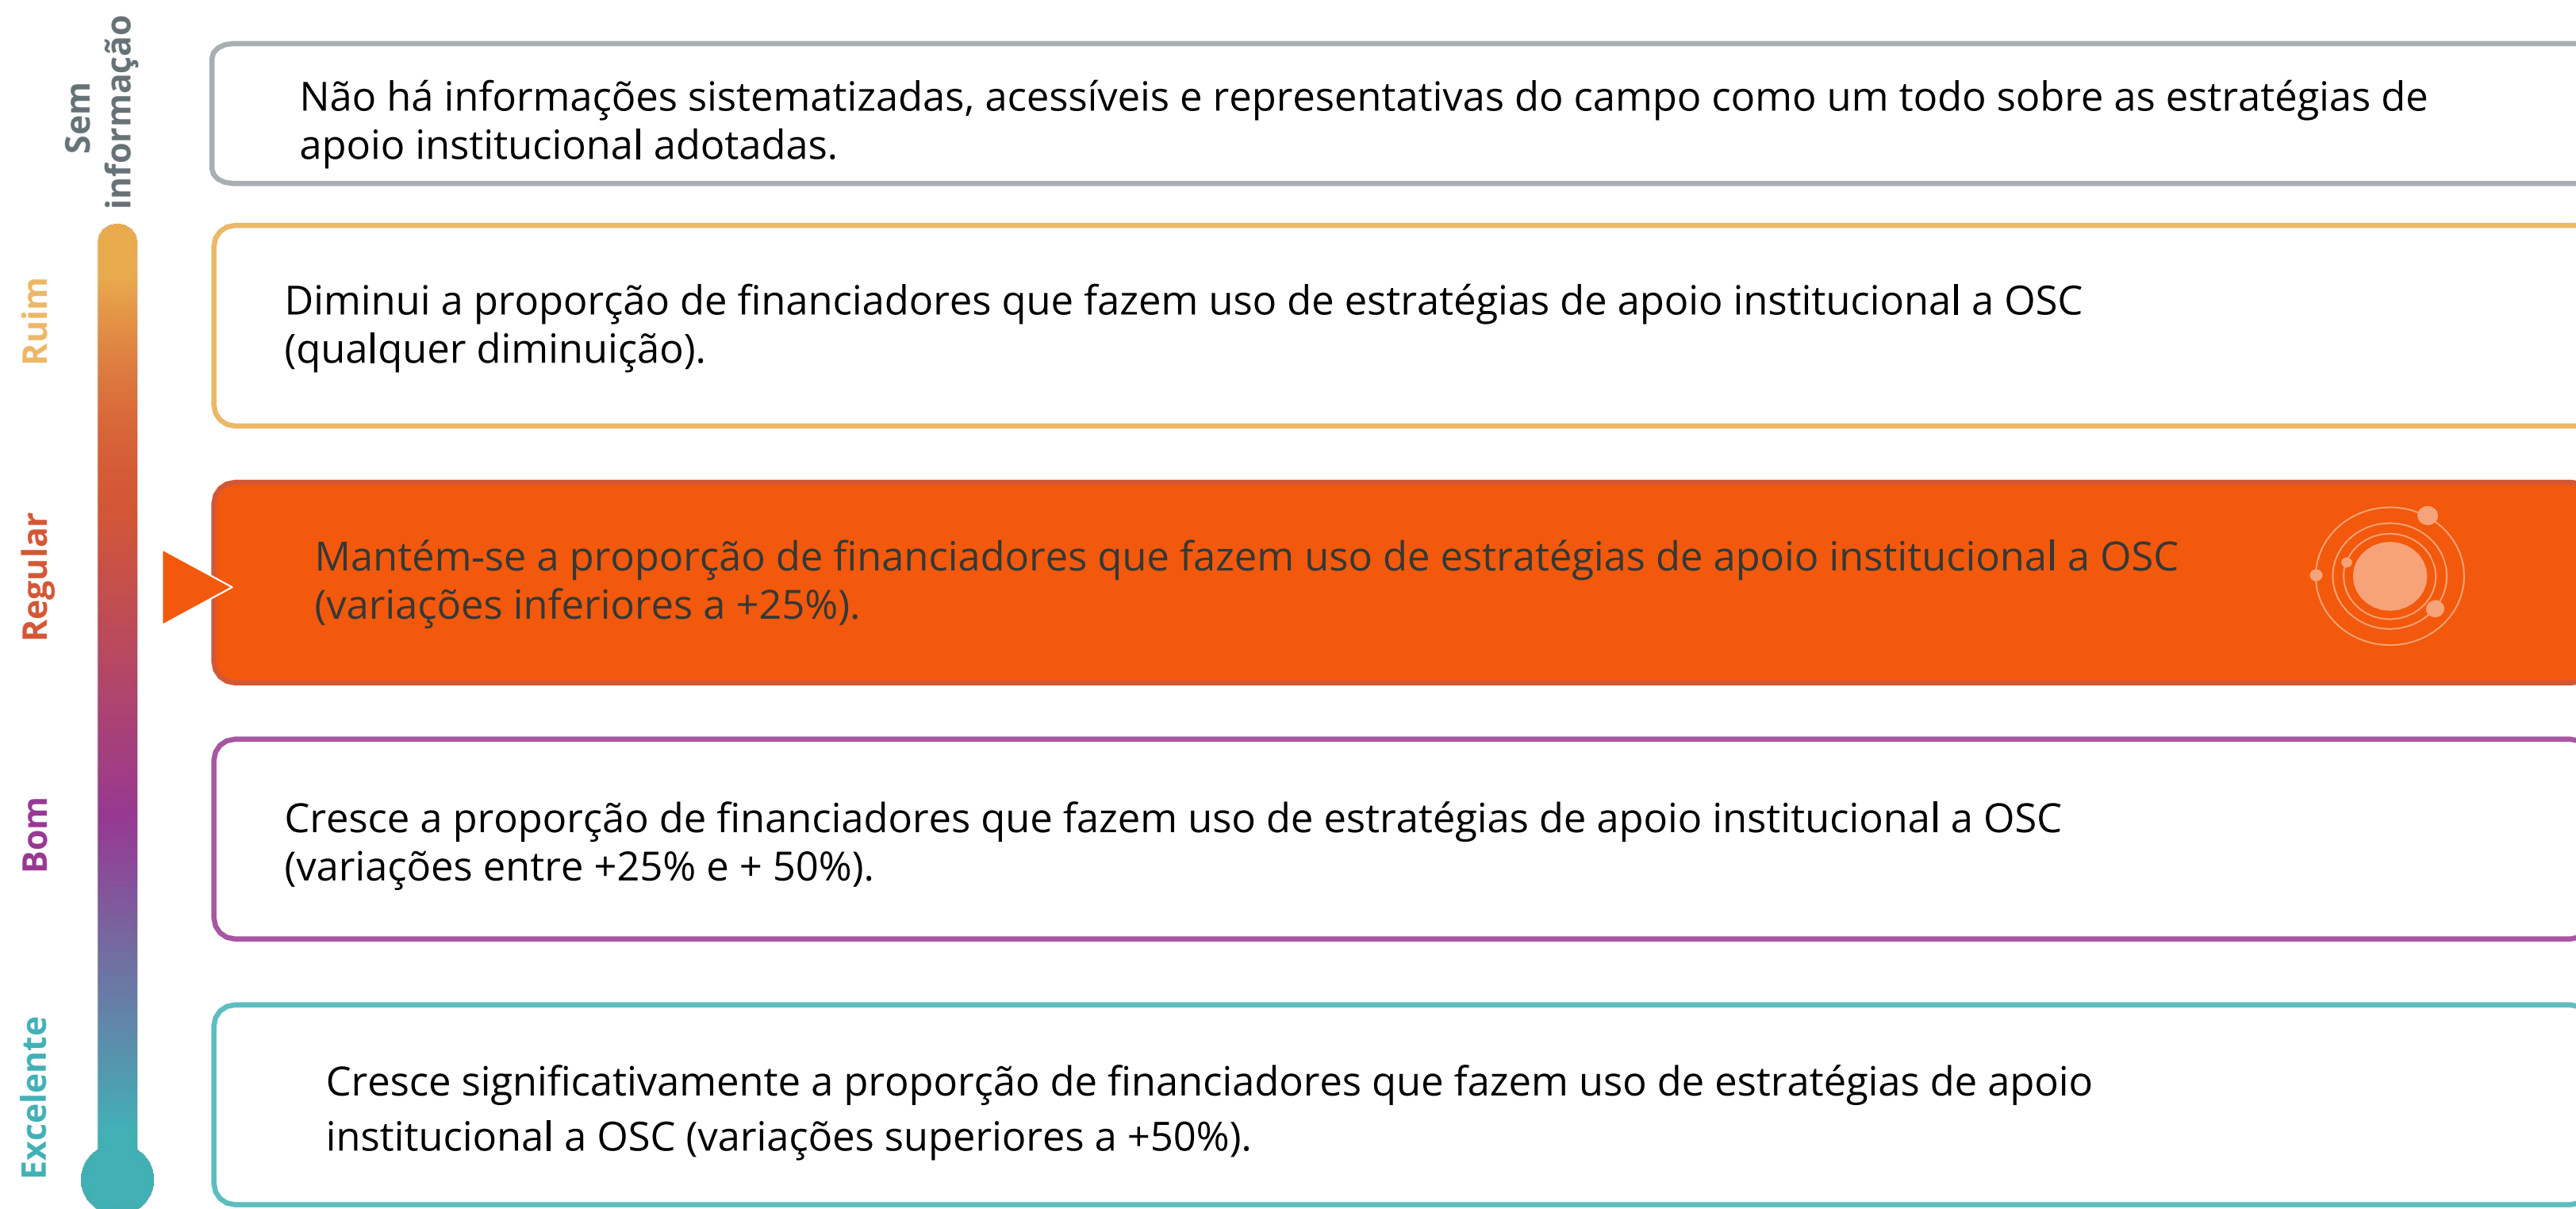 Sem
informação
Não há informações sistematizadas, acessíveis e representativas do campo como um todo sobre as estratégias de
apoio institucional adotadas.
Ruim
Diminui a proporção de financiadores que fazem uso de estratégias de apoio institucional a OSC
(qualquer diminuição).
Regular
Mantém-se a proporção de financiadores que fazem uso de estratégias de apoio institucional a OSC
(variações inferiores a +25%).
Bom
Cresce a proporção de financiadores que fazem uso de estratégias de apoio institucional a OSC
(variações entre +25% e + 50%).
Excelente
Cresce significativamente a proporção de financiadores que fazem uso de estratégias de apoio
institucional a OSC (variações superiores a +50%).